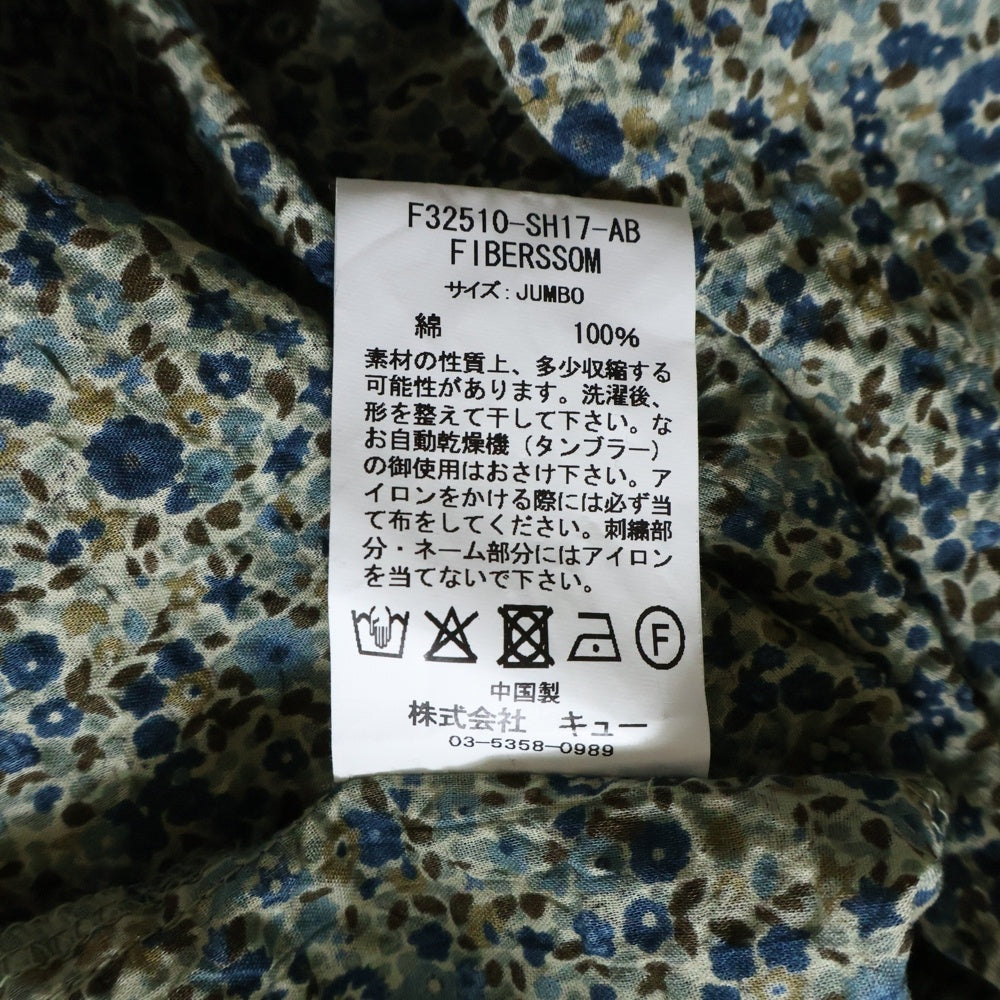 F32510-SH17-AB
FIBERSSOM
サイズ: JUMBO
綿 100%
素材の性質上、多少収縮する
可能性があります。洗濯後、
形を整えて干して下さい。な
お自動乾燥機（タンブラー）
の御使用はおさけ下さい。ア
イロンをかける際には必ず当
て布をしてください。刺繍部
分・ネーム部分にはアイロン
を当てないで下さい。
F
中国製
株式会社 キュー
03-5358-0989